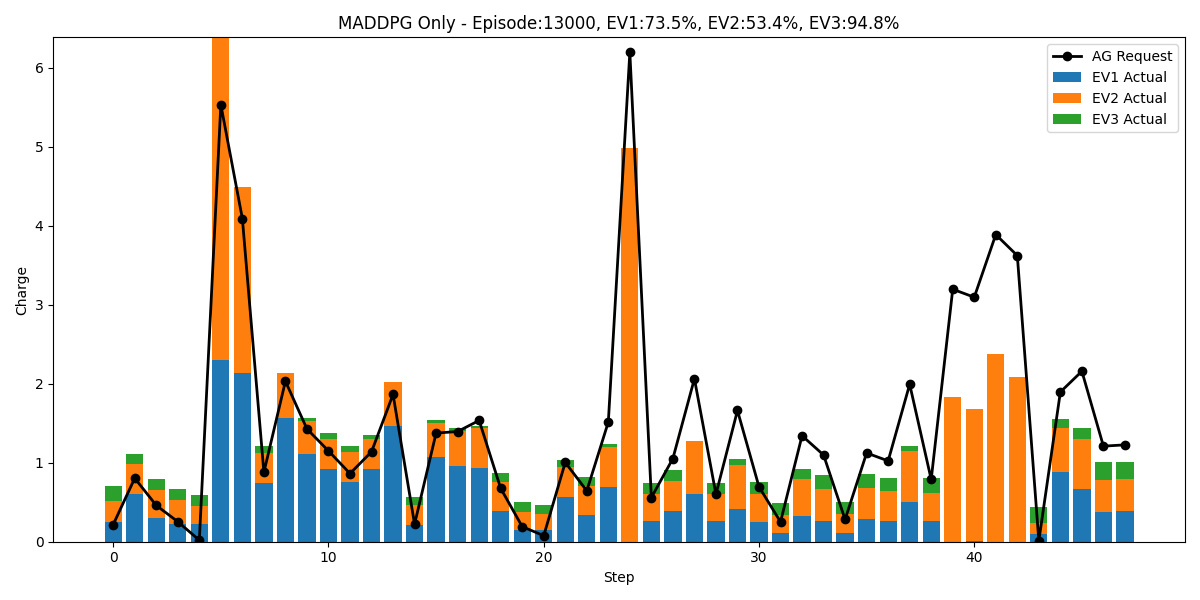 MADDPG Only - Episode:13000, EV1:73.5%, EV2:53.4%, EV3:94.8%
AG Request
EV1 Actual
EV2 Actual
EV3 Actual
Charge
6
5
4
3
2
1
0
0 10 20 30 40
Step